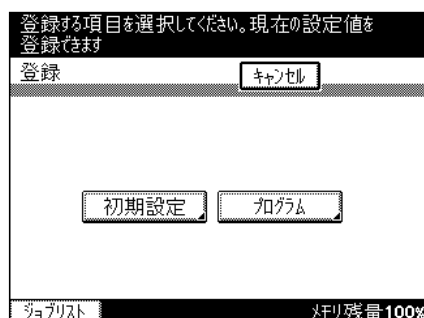 登録する項目を選択してください。現在の設定値を
登録できます
登録
キャンセル
初期設定
プログラム
ジョブリスト
メモリ残量100%